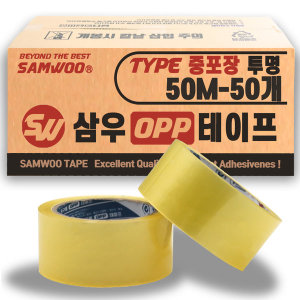 BEYOND THE BEST
SAMWOO®
TYPE 중포장 투명
50M-50개
SW 삼우 OPP 테이프
SAMWOO TAPE Excellent Quali Adhesivenes !